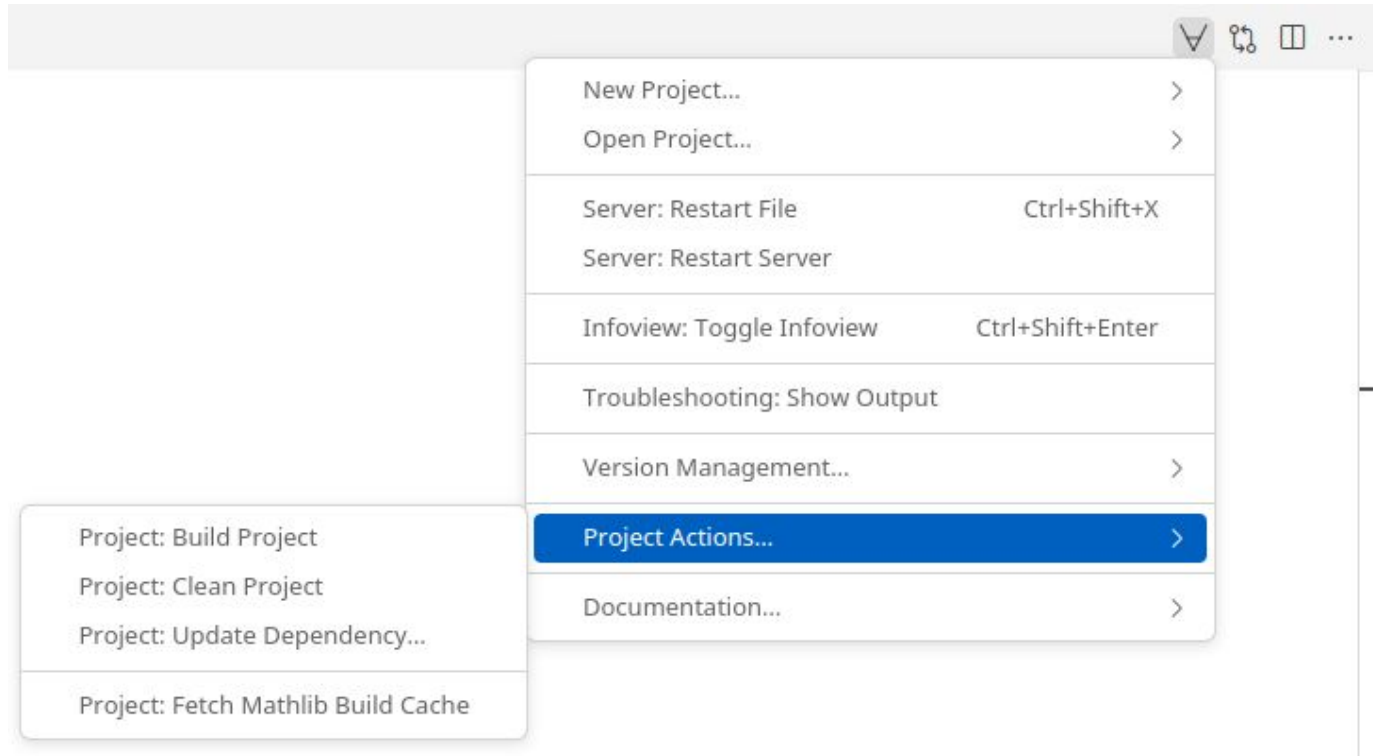 New Project...
Open Project...
Server: Restart File Ctrl+Shift+X
Server: Restart Server
Infoview: Toggle Infoview Ctrl+Shift+Enter
Troubleshooting: Show Output
Version Management...
Project Actions...
Documentation...
Project: Build Project
Project: Clean Project
Project: Update Dependency...
Project: Fetch Mathlib Build Cache